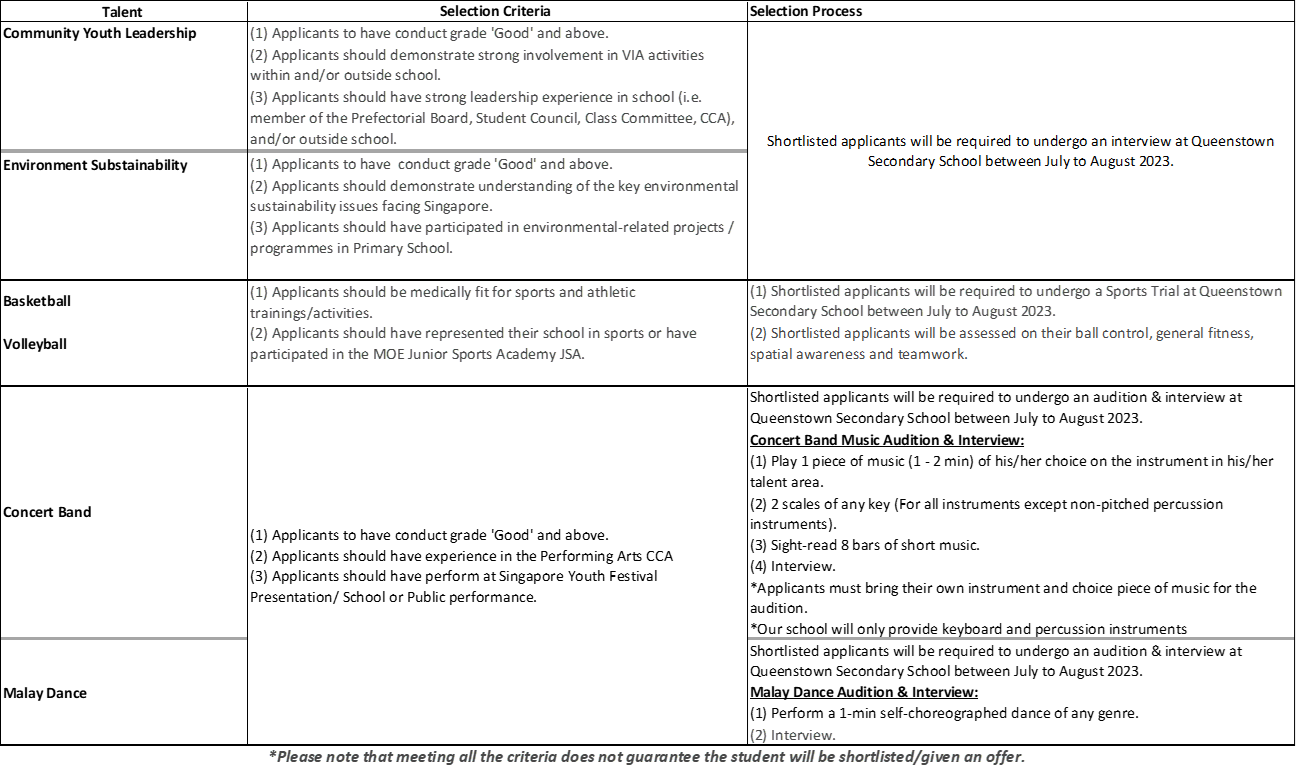 Talent
Selection Criteria
Selection Process
Community Youth Leadership
(1) Applicants to have conduct grade 'Good' and above.
(2) Applicants should demonstrate strong involvement in VIA activities
within and/or outside school.
(3) Applicants should have strong leadership experience in school (i.e.
member of the Prefectorial Board, Student Council, Class Committee, CCA),
and/or outside school.
Shortlisted applicants will be required to undergo an interview at Queenstown
Secondary School between July to August 2023.
Environment Substainability
(1) Applicants to have  conduct grade 'Good' and above.
(2) Applicants should demonstrate understanding of the key environmental
sustainability issues facing Singapore.
(3) Applicants should have participated in environmental-related projects /
programmes in Primary School.
Basketball
Volleyball
(1) Applicants should be medically fit for sports and athletic
trainings/activities.
(2) Applicants should have represented their school in sports or have
participated in the MOE Junior Sports Academy JSA.
(1) Shortlisted applicants will be required to undergo a Sports Trial at Queenstown
Secondary School between July to August 2023.
(2) Shortlisted applicants will be assessed on their ball control, general fitness,
spatial awareness and teamwork.
Concert Band
(1) Applicants to have conduct grade 'Good' and above.
(2) Applicants should have experience in the Performing Arts CCA
(3) Applicants should have perform at Singapore Youth Festival
Presentation/ School or Public performance.
Shortlisted applicants will be required to undergo an audition & interview at
Queenstown Secondary School between July to August 2023.
Concert Band Music Audition & Interview:
(1) Play 1 piece of music (1 - 2 min) of his/her choice on the instrument in his/her
talent area.
(2) 2 scales of any key (For all instruments except non-pitched percussion
instruments).
(3) Sight-read 8 bars of short music.
(4) Interview.
*Applicants must bring their own instrument and choice piece of music for the
audition.
*Our school will only provide keyboard and percussion instruments
Malay Dance
Shortlisted applicants will be required to undergo an audition & interview at
Queenstown Secondary School between July to August 2023.
Malay Dance Audition & Interview:
(1) Perform a 1-min self-choreographed dance of any genre.
(2) Interview.
*Please note that meeting all the criteria does not guarantee the student will be shortlisted/given an offer.